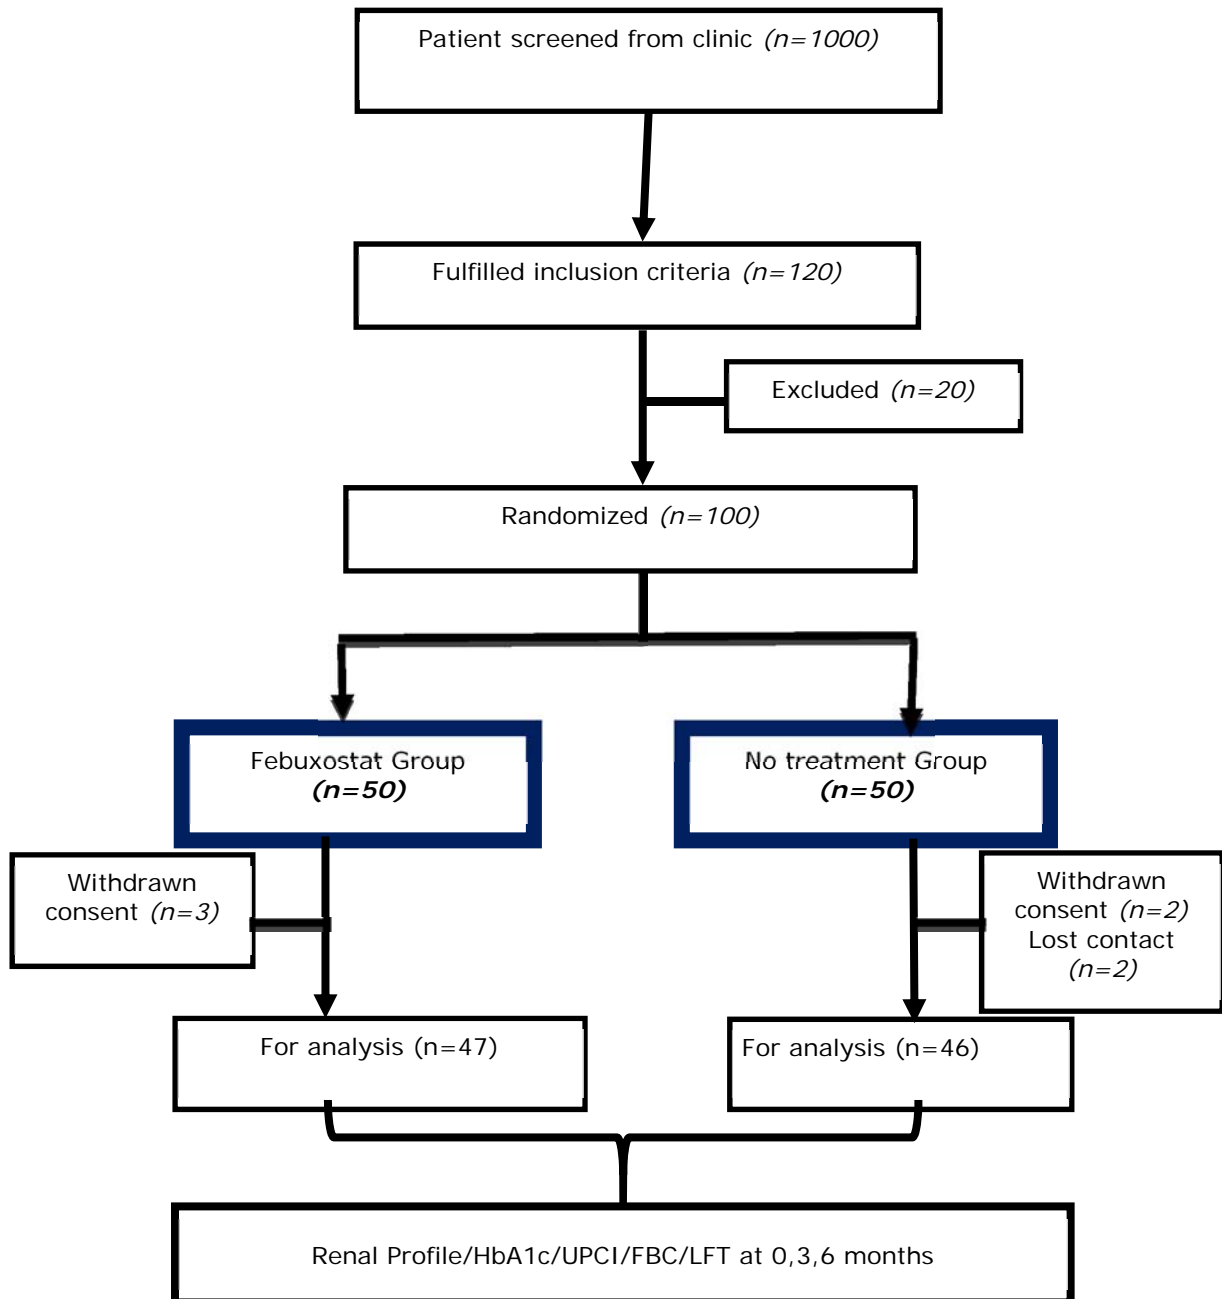 Patient screened from clinic (n=1000)
Fulfilled inclusion criteria (n=120)
Excluded (n=20)
Randomized (n=100)
Febuxostat Group
(n=50)
No treatment Group
(n=50)
Withdrawn
consent (n=3)
Withdrawn
consent (n=2)
Lost contact
(n=2)
For analysis (n=47)
For analysis (n=46)
Renal Profile/HbA1c/UPCI/FBC/LFT at 0,3,6 months